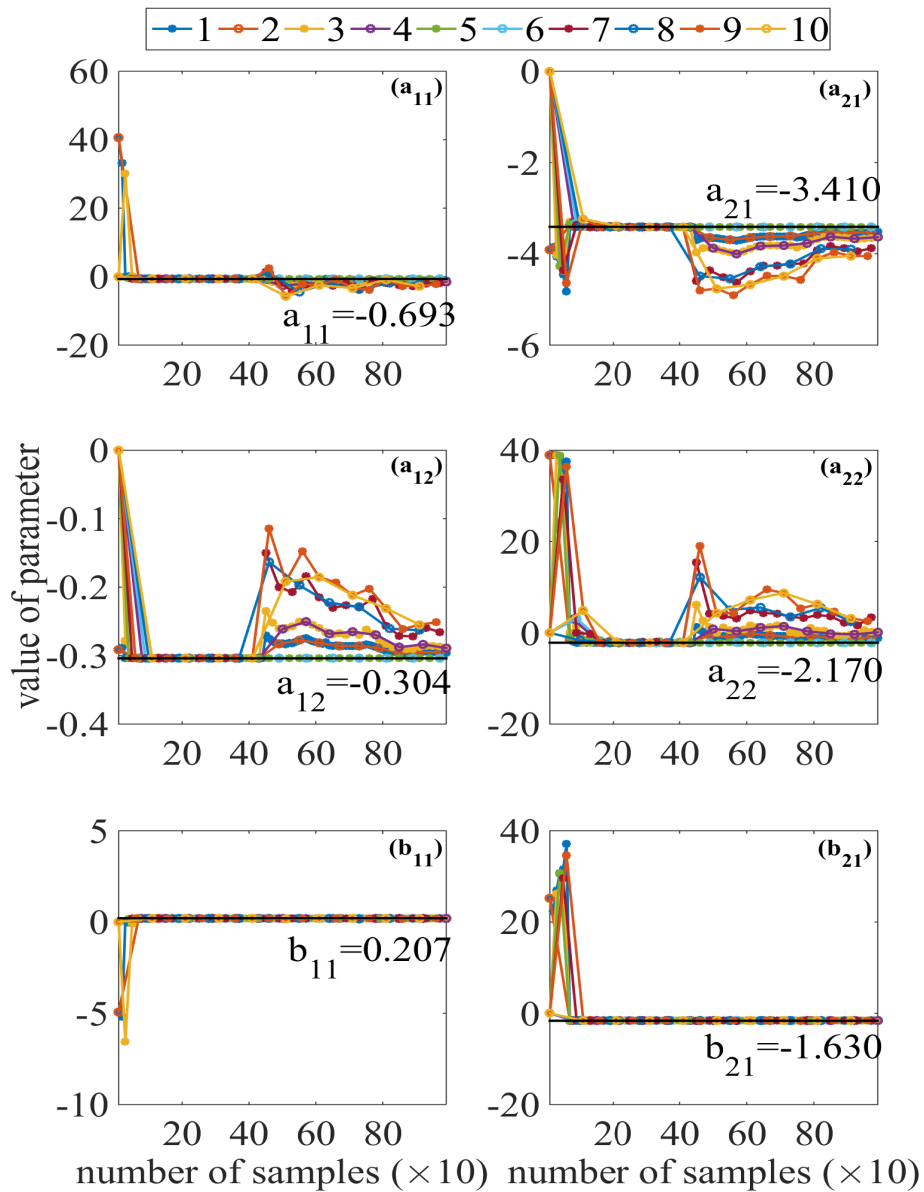 1 2 3 4 5 6 7 8 9 10
60
40
20
0
-20
20 40 60 80
(a11)
a11=-0.693
0
-2
-4
-6
20 40 60 80
(a21)
a21=-3.410
value of parameter
0
-0.1
-0.2
-0.3
-0.4
20 40 60 80
(a12)
a12=-0.304
40
20
0
-20
20 40 60 80
(a22)
a22=-2.170
5
0
-5
-10
20 40 60 80
(b11)
b11=0.207
number of samples (×10)
40
20
0
-20
20 40 60 80
(b21)
b21=-1.630
number of samples (×10)